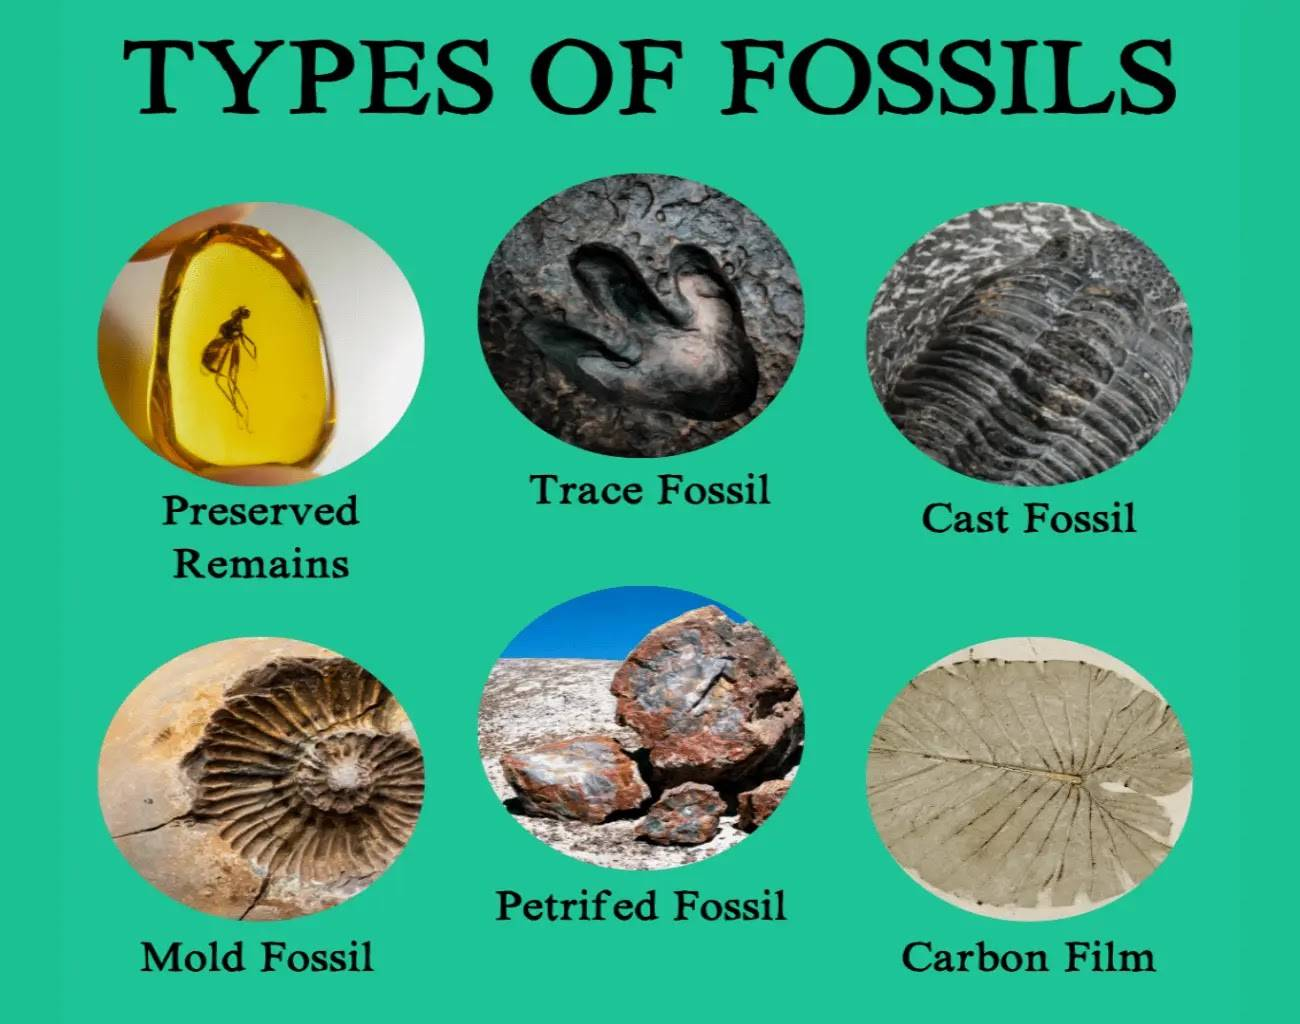 TYPES OF FOSSILS
Trace Fossil
Preserved
Remains
Cast Fossil
Petrifed Fossil
Mold Fossil
Carbon Film